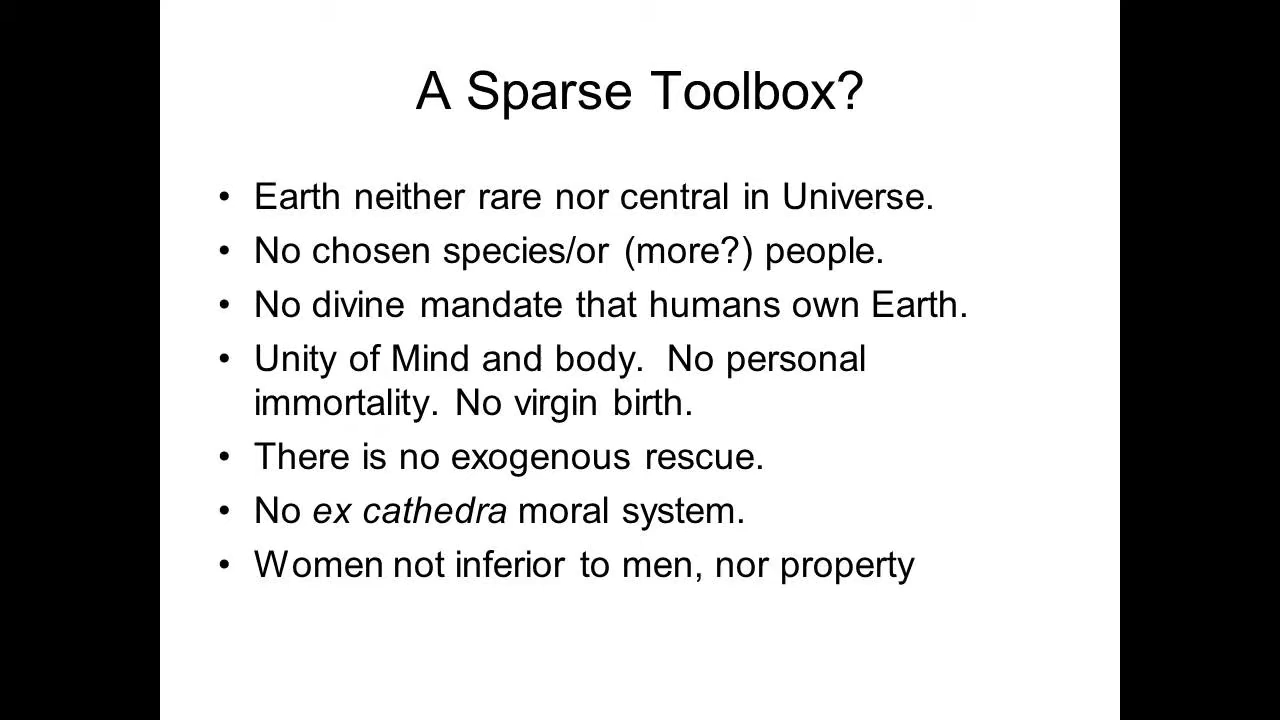 A Sparse Toolbox?
• Earth neither rare nor central in Universe.
• No chosen species/or (more?) people.
• No divine mandate that humans own Earth.
• Unity of Mind and body.  No personal
immortality.  No virgin birth.
• There is no exogenous rescue.
• No ex cathedra moral system.
• Women not inferior to men, nor property